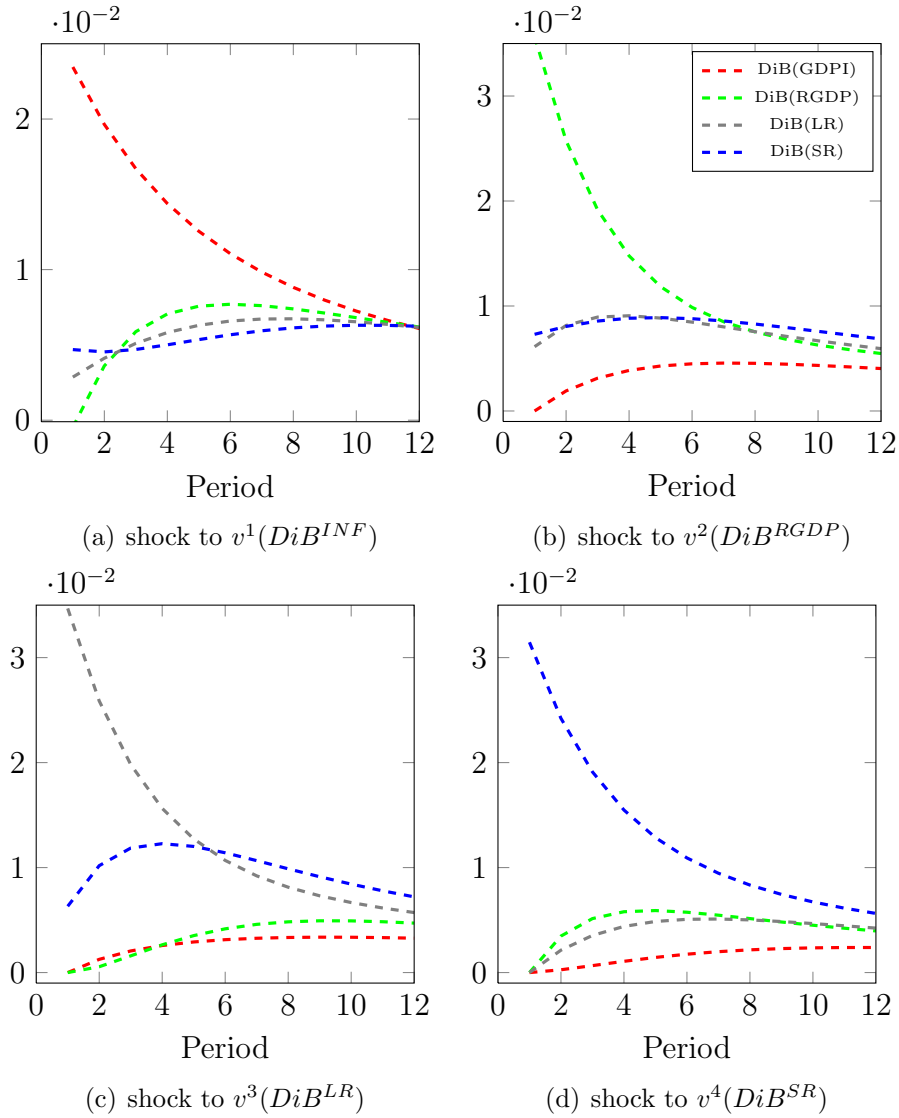 ·10⁻² ·10⁻²
2
1
0
0 2 4 6 8 10 12
Period
(a) shock to v¹(DiB^INF)
3
2
1
0
DiB(GDPI)
DiB(RGDP)
DiB(LR)
DiB(SR)
0 2 4 6 8 10 12
Period
(b) shock to v²(DiB^RGDP)
·10⁻²
3
2
1
0
0 2 4 6 8 10 12
Period
(c) shock to v³(DiB^LR)
·10⁻²
3
2
1
0
0 2 4 6 8 10 12
Period
(d) shock to v⁴(DiB^SR)